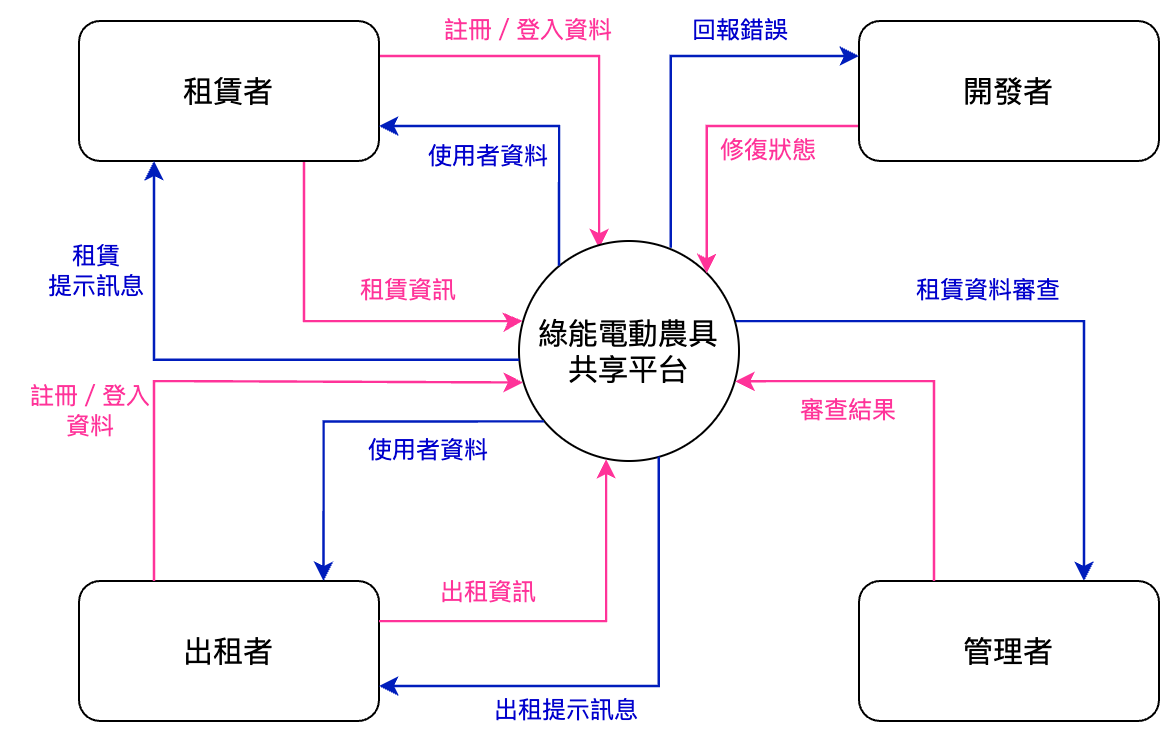 註冊 / 登入資料
回報錯誤
租賃者
開發者
使用者資料
修復狀態
租賃
提示訊息
租賃資訊
租賃資料審查
綠能電動農具
共享平台
註冊 / 登入
資料
審查結果
使用者資料
出租資訊
出租者
管理者
出租提示訊息